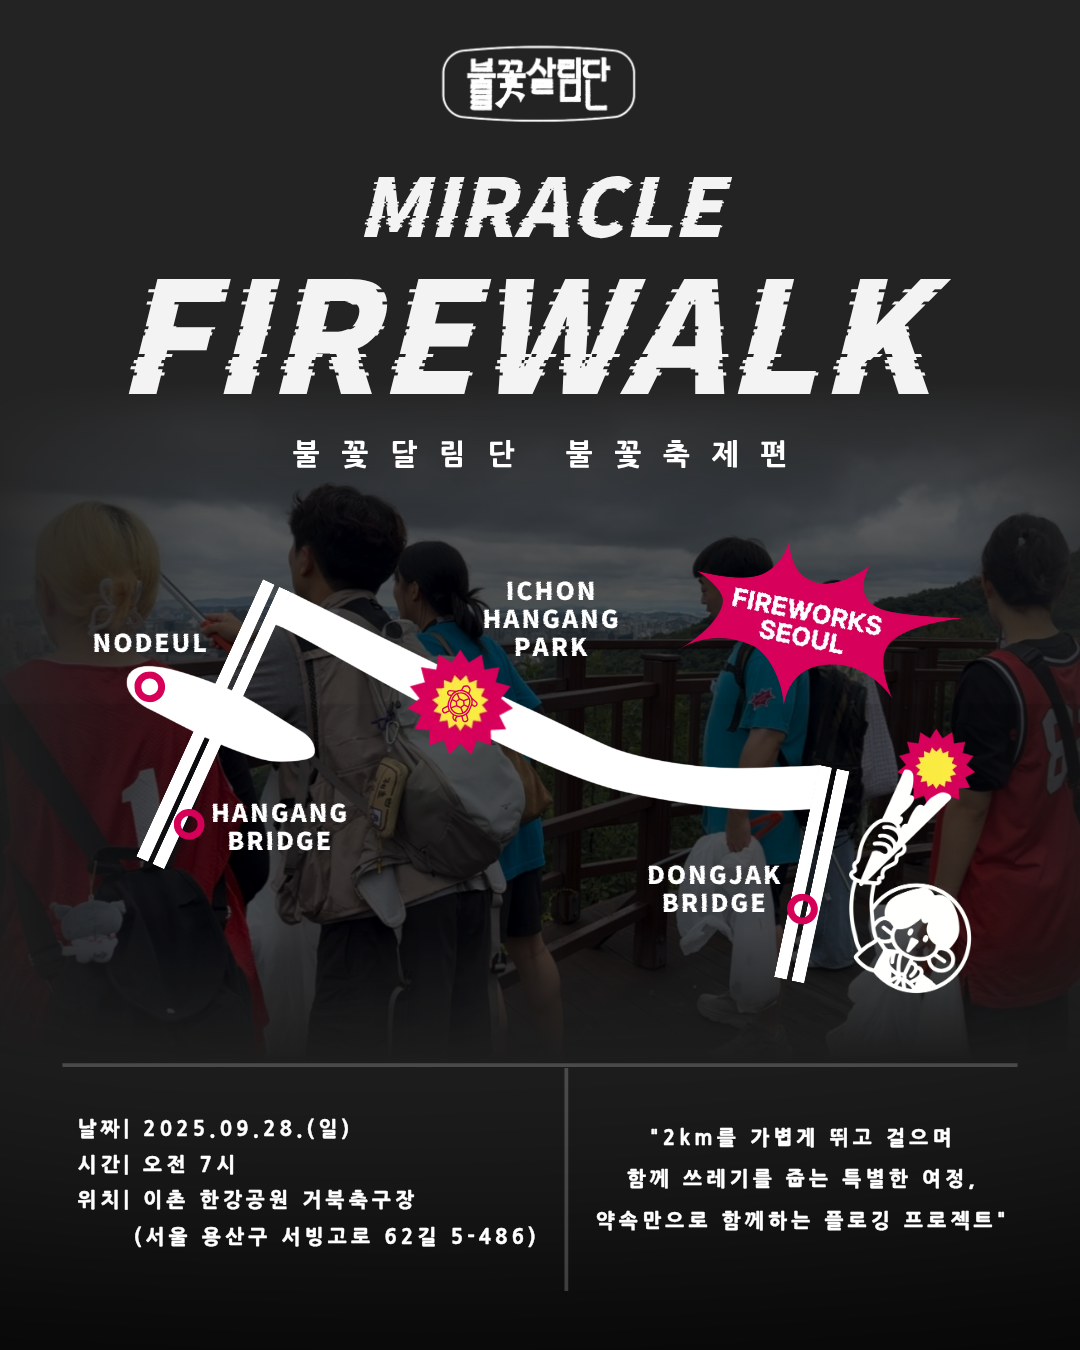 불꽃살림단
MIRACLE
FIREWALK
불꽃달림단 불꽃축제편
ICHON
HANGANG
PARK
FIREWORKS
SEOUL
NODEUL
HANGANG
BRIDGE
DONGJAK
BRIDGE
날짜| 2025.09.28.(일)
시간| 오전 7시
위치| 이촌 한강공원 거북축구장
(서울 용산구 서빙고로 62길 5-486)
"2km를 가볍게 뛰고 걸으며
함께 쓰레기를 줍는 특별한 여정,
약속만으로 함께하는 플로깅 프로젝트"